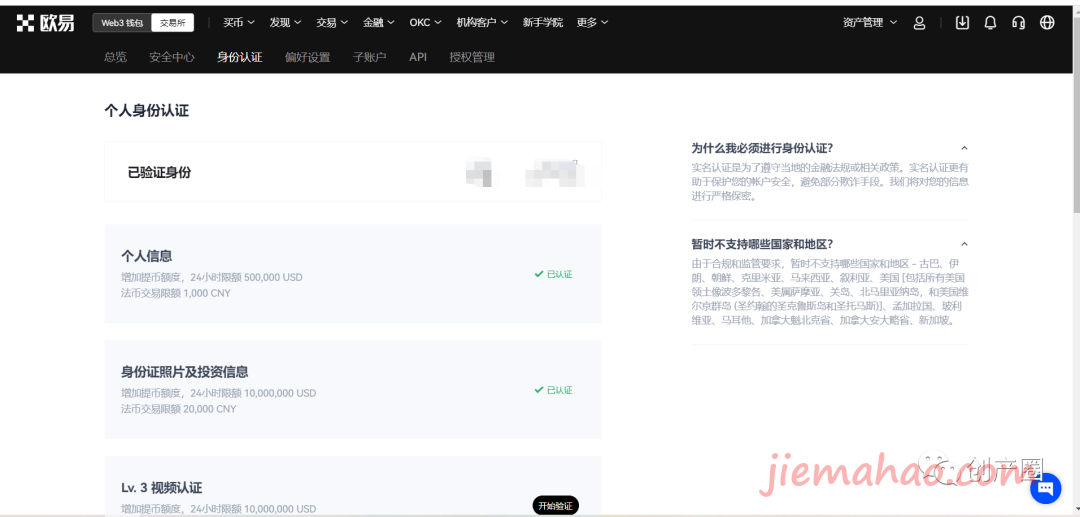 欧易 Web3 钱包 交易所 买币 发现 交易 金融 OKC 机构客户 新手学院 更多 资产管理
总览 安全中心 身份认证 偏好设置 子账户 API 授权管理
个人身份认证
已验证身份
个人信息
增加提币额度，24小时限额 500,000 USD
法币交易限额 1,000 CNY
已认证
身份证照片及投资信息
增加提币额度，24小时限额 10,000,000 USD
法币交易限额 20,000 CNY
已认证
Lv. 3 视频认证
增加提币额度，24小时限额 10,000,000 USD
开始验证
为什么我必须进行身份认证？
实名认证是为了遵守当地的金融法规或相关政策。实名认证更有
助于保护您的帐户安全，避免部分欺诈手段。我们将对您的信息
进行严格保密。
暂时不支持哪些国家和地区？
由于合规和监管要求，暂时不支持哪些国家和地区 - 古巴、伊
朗、朝鲜、克里米亚、马来西亚、叙利亚、美国 [包括所有美国
领土像波多黎各、美属萨摩亚、关岛、北马里亚纳岛，和美国维
尔京群岛 (圣约翰的圣克鲁斯岛和圣托马斯)]、孟加拉国、玻利
维亚、马耳他、加拿大魁北克省、加拿大安大略省、新加坡。
创产圈
jiemahao.com